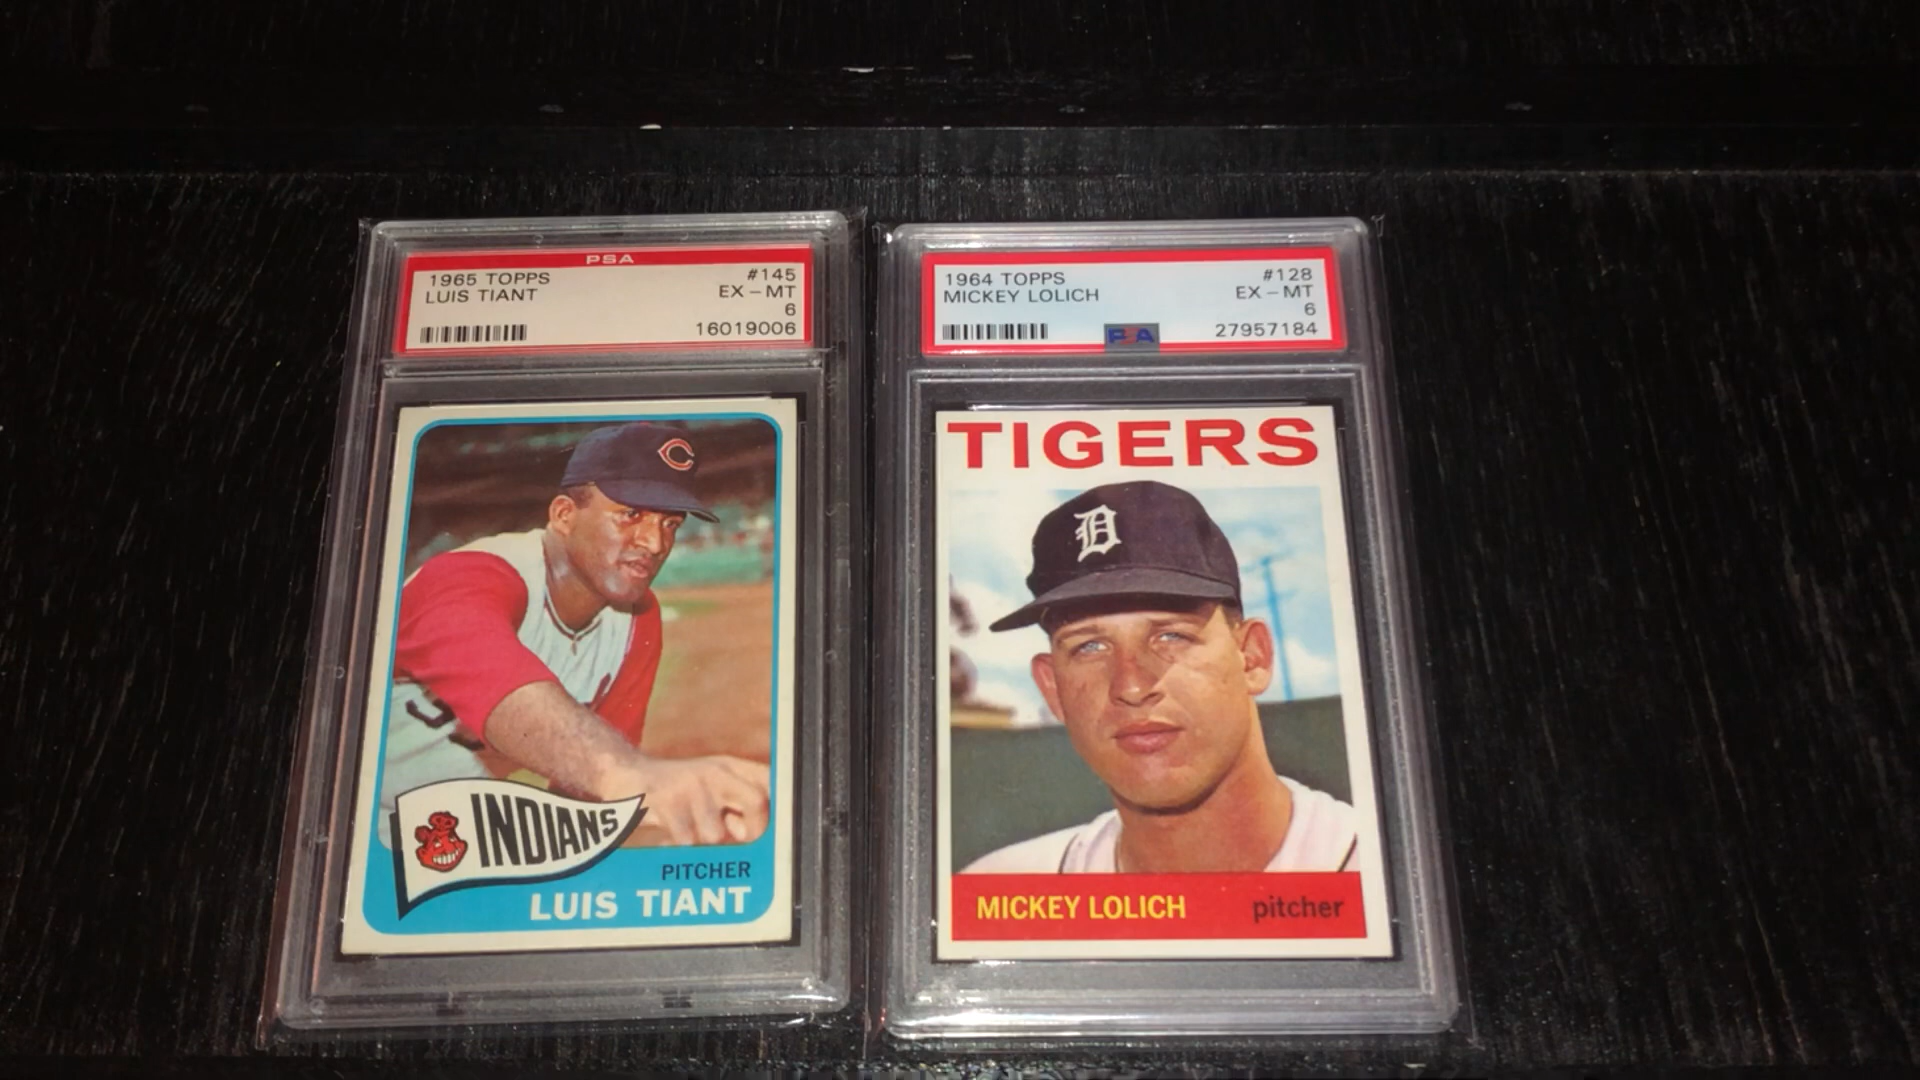 PSA
1965 TOPPS #145
LUIS TIANT EX - MT
6
16019006
C
INDIANS
PITCHER
LUIS TIANT
1964 TOPPS #128
MICKEY LOLICH EX - MT
6
PSA 27957184
TIGERS
D
MICKEY LOLICH pitcher